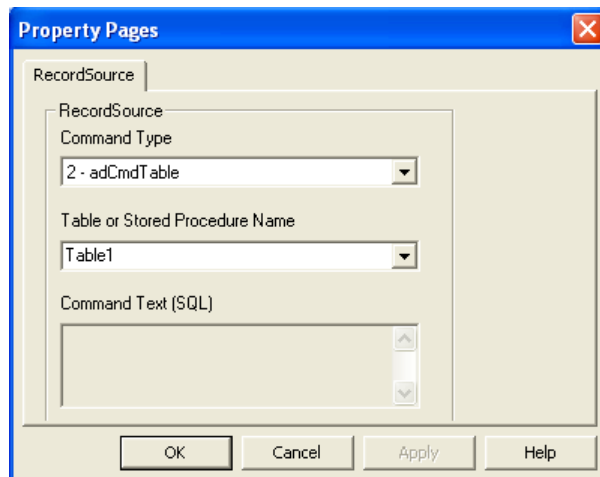 Property Pages
RecordSource
RecordSource
Command Type
2 - adCmdTable
Table or Stored Procedure Name
Table1
Command Text (SQL)
OK Cancel Apply Help